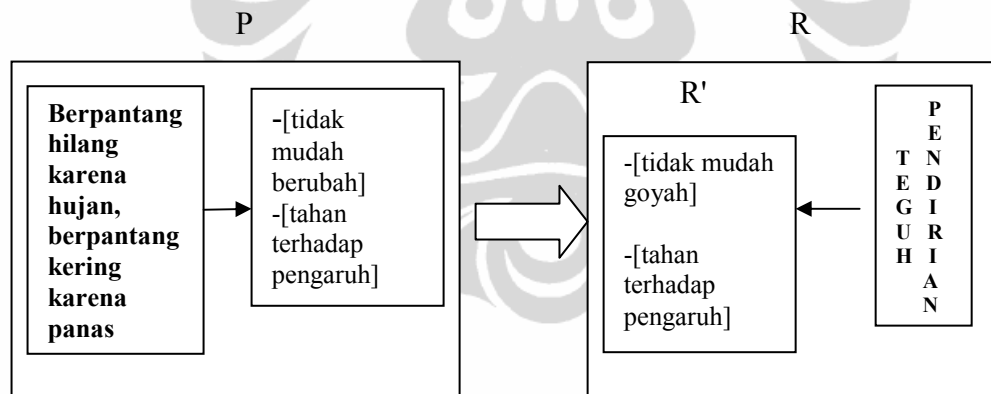 P
R
Berpantang
hilang
karena
hujan,
berpantang
kering
karena
panas
-[tidak
mudah
berubah]
-[tahan
terhadap
pengaruh]
R'
-[tidak mudah
goyah]
-[tahan
terhadap
pengaruh]
TEGUH
PENDIRIAN